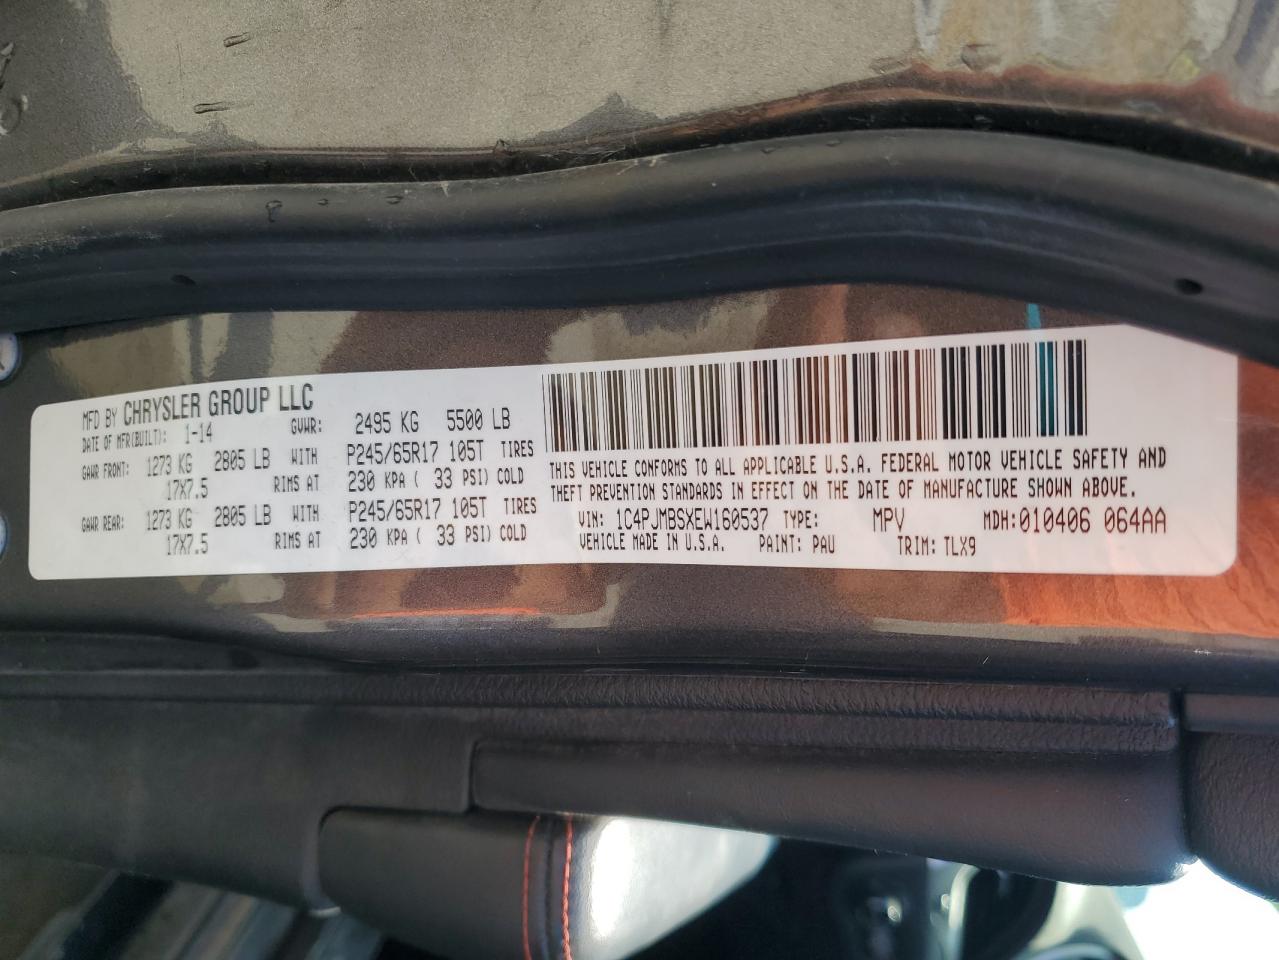 MFD BY CHRYSLER GROUP LLC
DATE OF MFR(BUILT): 1-14 GVWR: 2495 KG 5500 LB
GAWR FRONT: 1273 KG 2805 LB WITH P245/65R17 105T TIRES
17X7.5 RIMS AT 230 KPA ( 33 PSI) COLD
GAWR REAR: 1273 KG 2805 LB WITH P245/65R17 105T TIRES
17X7.5 RIMS AT 230 KPA ( 33 PSI) COLD
THIS VEHICLE CONFORMS TO ALL APPLICABLE U.S.A. FEDERAL MOTOR VEHICLE SAFETY AND
THEFT PREVENTION STANDARDS IN EFFECT ON THE DATE OF MANUFACTURE SHOWN ABOVE.
VIN: 1C4PJMBSXEW160537 TYPE: MPV MDH:010406 064AA
VEHICLE MADE IN U.S.A. PAINT: PAU TRIM: TLX9